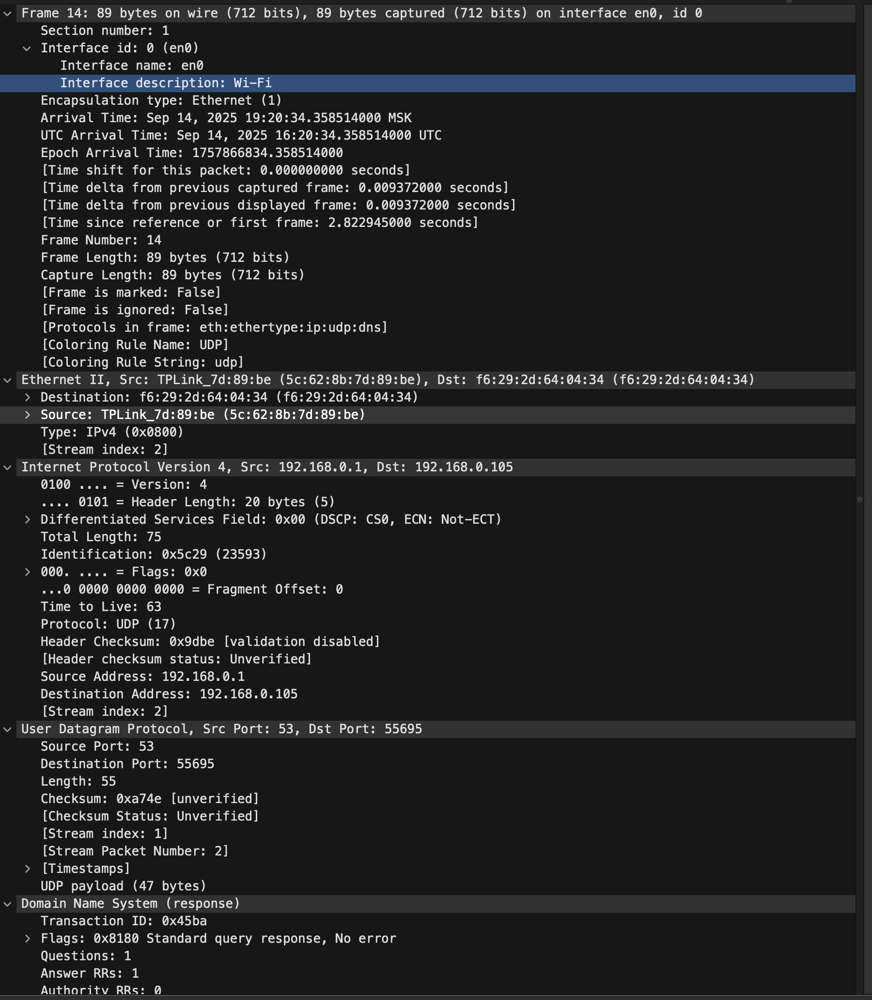 Frame 14: 89 bytes on wire (712 bits), 89 bytes captured (712 bits) on interface en0, id 0
Section number: 1
Interface id: 0 (en0)
Interface name: en0
Interface description: Wi-Fi
Encapsulation type: Ethernet (1)
Arrival Time: Sep 14, 2025 19:20:34.358514000 MSK
UTC Arrival Time: Sep 14, 2025 16:20:34.358514000 UTC
Epoch Arrival Time: 1757866834.358514000
[Time shift for this packet: 0.000000000 seconds]
[Time delta from previous captured frame: 0.009372000 seconds]
[Time delta from previous displayed frame: 0.009372000 seconds]
[Time since reference or first frame: 2.822945000 seconds]
Frame Number: 14
Frame Length: 89 bytes (712 bits)
Capture Length: 89 bytes (712 bits)
[Frame is marked: False]
[Frame is ignored: False]
[Protocols in frame: eth:ethertype:ip:udp:dns]
[Coloring Rule Name: UDP]
[Coloring Rule String: udp]
Ethernet II, Src: TPLink_7d:89:be (5c:62:8b:7d:89:be), Dst: f6:29:2d:64:04:34 (f6:29:2d:64:04:34)
Destination: f6:29:2d:64:04:34 (f6:29:2d:64:04:34)
Source: TPLink_7d:89:be (5c:62:8b:7d:89:be)
Type: IPv4 (0x0800)
[Stream index: 2]
Internet Protocol Version 4, Src: 192.168.0.1, Dst: 192.168.0.105
0100 .... = Version: 4
.... 0101 = Header Length: 20 bytes (5)
Differentiated Services Field: 0x00 (DSCP: CS0, ECN: Not-ECT)
Total Length: 75
Identification: 0x5c29 (23593)
000. .... = Flags: 0x0
...0 0000 0000 0000 = Fragment Offset: 0
Time to Live: 63
Protocol: UDP (17)
Header Checksum: 0x9dbe [validation disabled]
[Header checksum status: Unverified]
Source Address: 192.168.0.1
Destination Address: 192.168.0.105
[Stream index: 2]
User Datagram Protocol, Src Port: 53, Dst Port: 55695
Source Port: 53
Destination Port: 55695
Length: 55
Checksum: 0xa74e [unverified]
[Checksum Status: Unverified]
[Stream index: 1]
[Stream Packet Number: 2]
[Timestamps]
UDP payload (47 bytes)
Domain Name System (response)
Transaction ID: 0x45ba
Flags: 0x8180 Standard query response, No error
Questions: 1
Answer RRs: 1
Authority RRs: 0